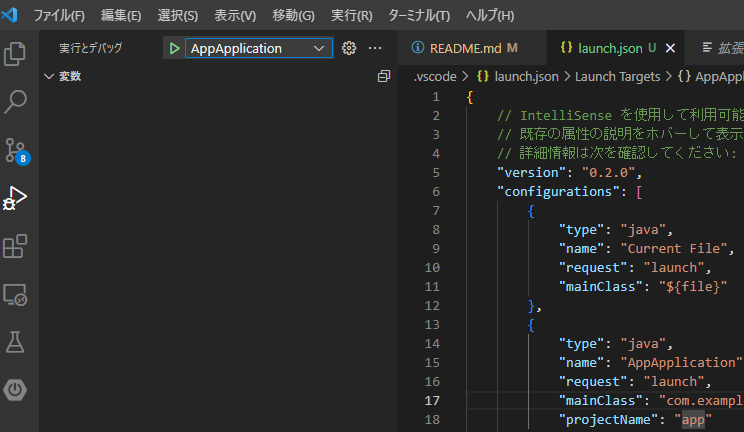 ファイル(F) 編集(E) 選択(S) 表示(V) 移動(G) 実行(R) ターミナル(T) ヘルプ(H)
実行とデバッグ AppApplication
変数
8
README.md M launch.json U 拡張
.vscode > launch.json > Launch Targets > {} AppAppl
1 {
2 // IntelliSense を使用して利用可能
3 // 既存の属性の説明をホバーして表示
4 // 詳細情報は次を確認してください:
5 "version": "0.2.0",
6 "configurations": [
7 {
8 "type": "java",
9 "name": "Current File",
10 "request": "launch",
11 "mainClass": "${file}"
12 },
13 {
14 "type": "java",
15 "name": "AppApplication"
16 "request": "launch",
17 "mainClass": "com.example
18 "projectName": "app"